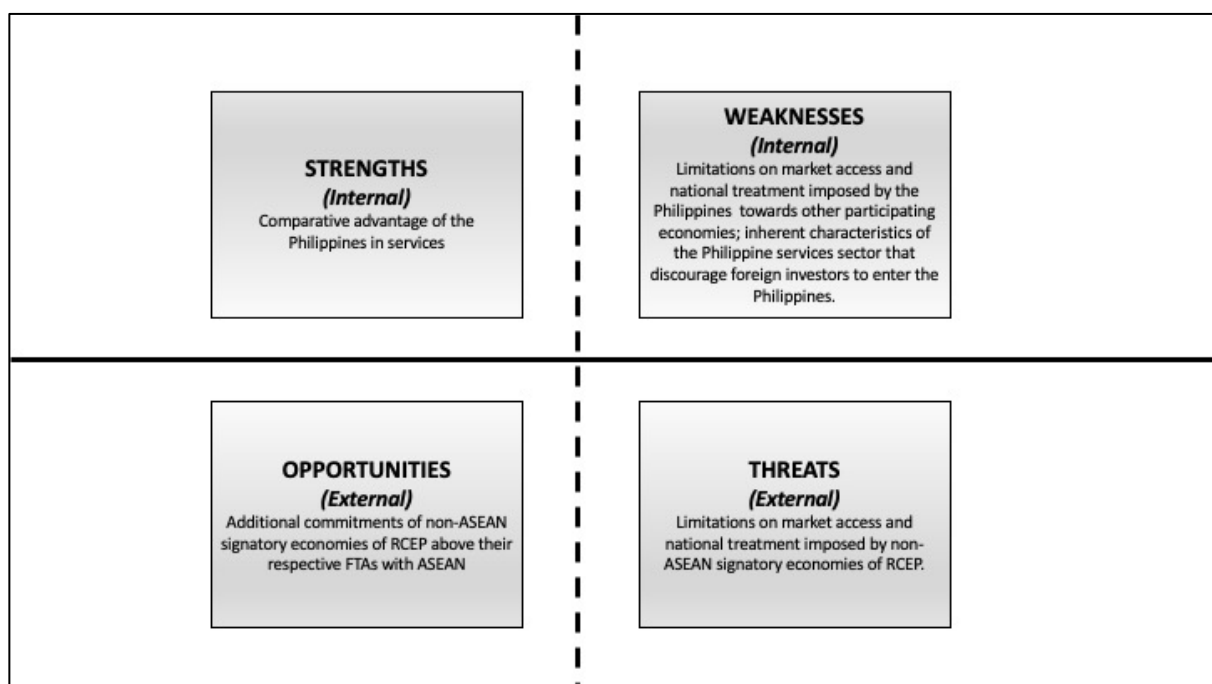 STRENGTHS
(Internal)
Comparative advantage of the
Philippines in services
WEAKNESSES
(Internal)
Limitations on market access and
national treatment imposed by the
Philippines towards other participating
economies; inherent characteristics of
the Philippine services sector that
discourage foreign investors to enter the
Philippines.
OPPORTUNITIES
(External)
Additional commitments of non-ASEAN
signatory economies of RCEP above their
respective FTAs with ASEAN
THREATS
(External)
Limitations on market access and
national treatment imposed by non-
ASEAN signatory economies of RCEP.